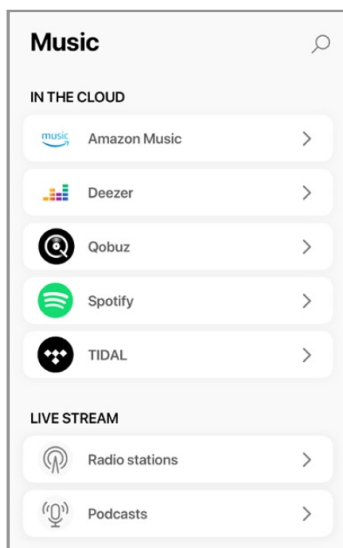 Music
IN THE CLOUD
music
Amazon Music
Deezer
Qobuz
Spotify
TIDAL
LIVE STREAM
Radio stations
Podcasts